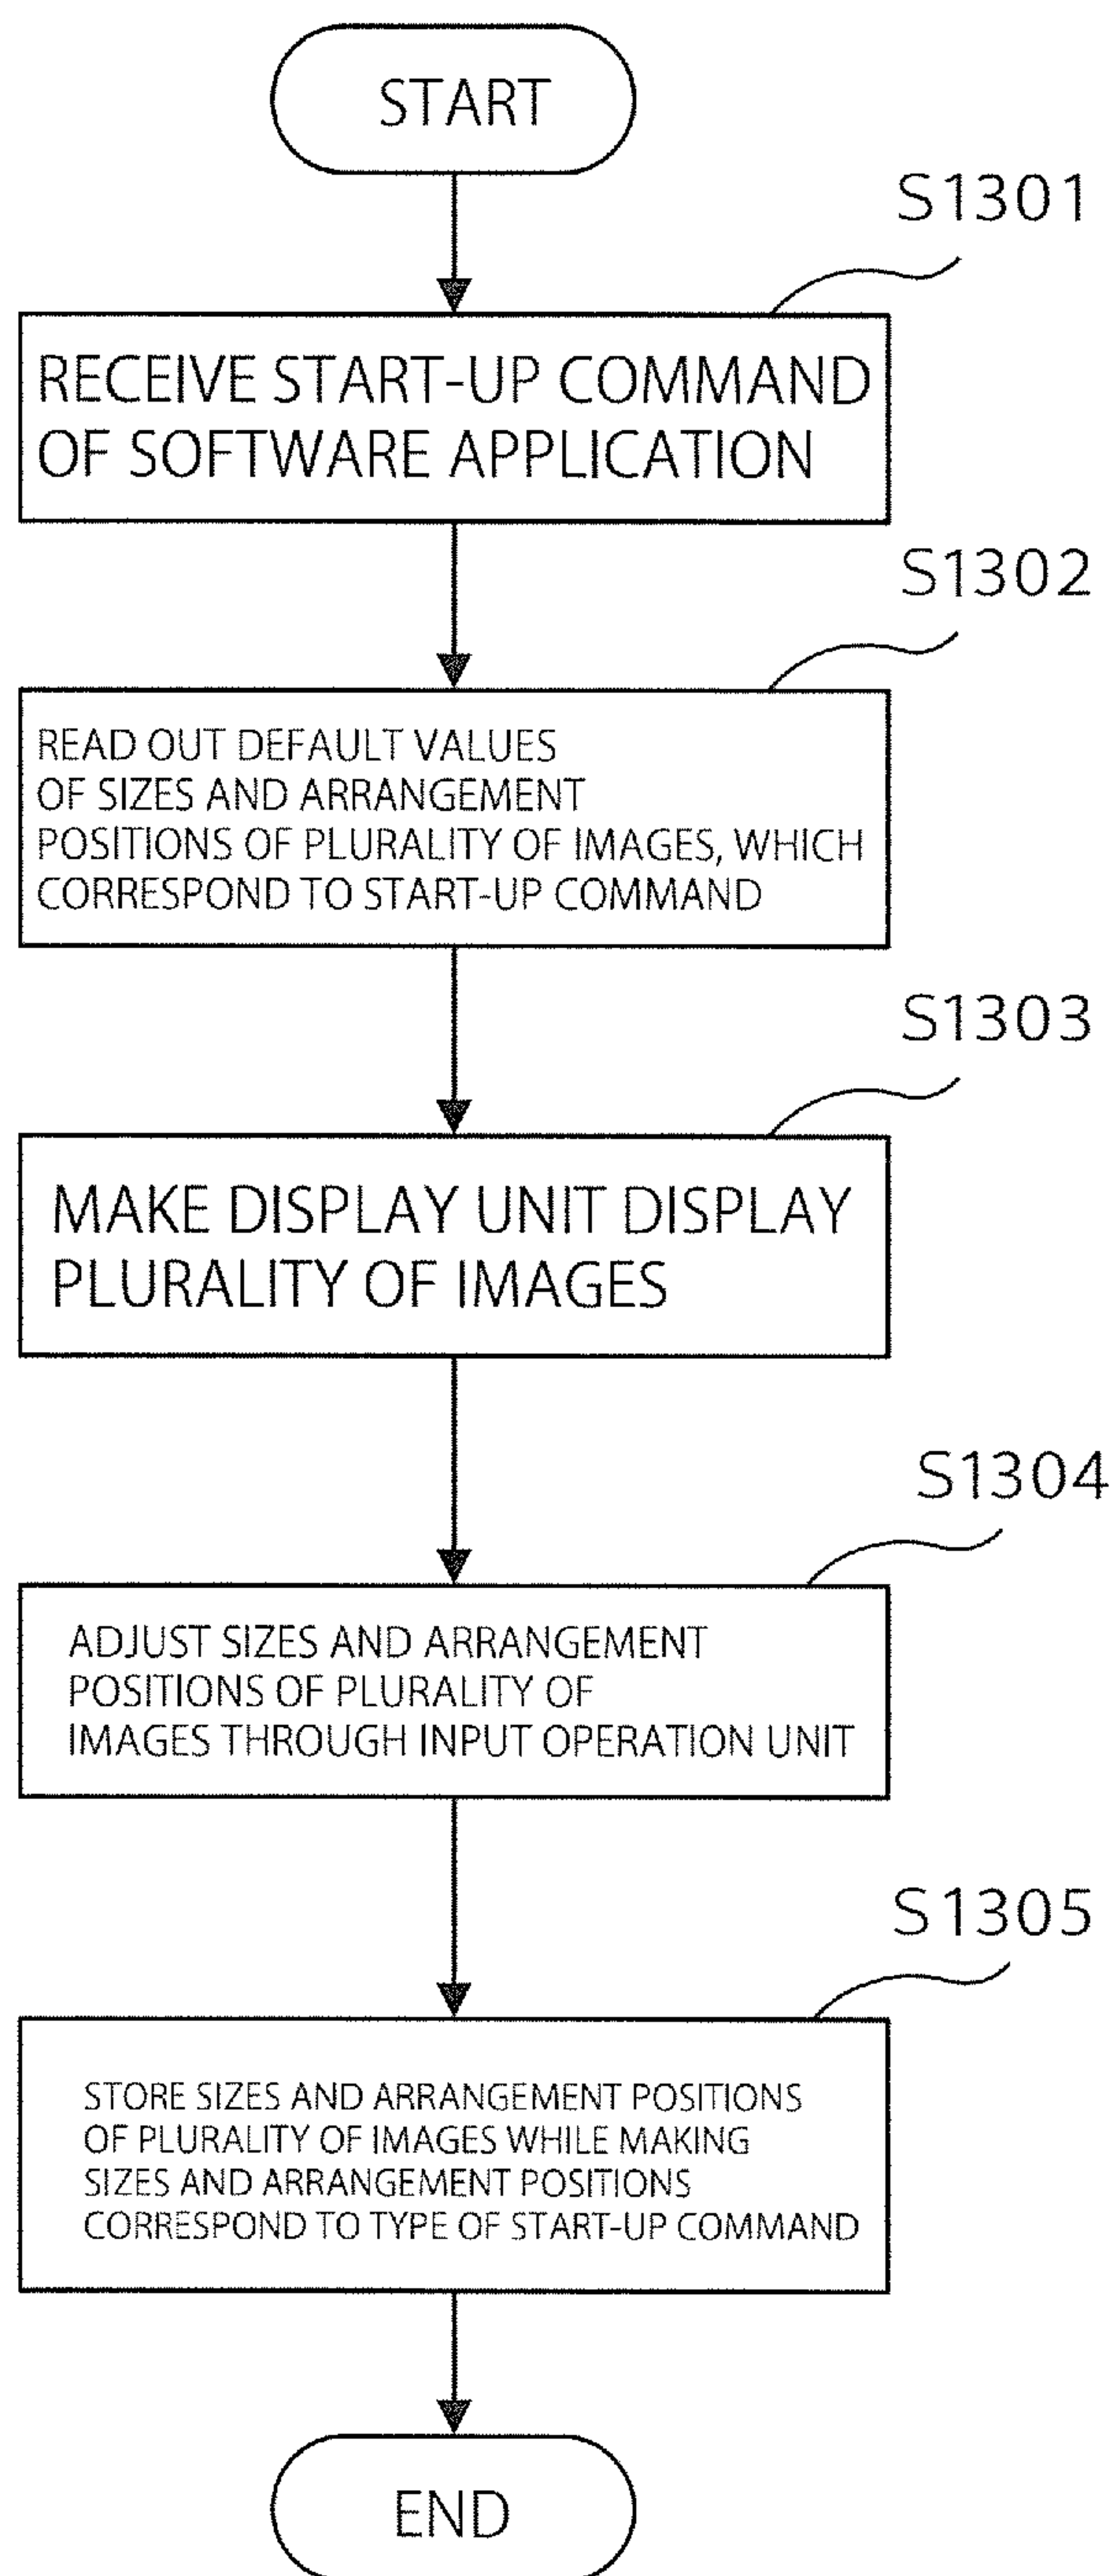 START
S1301
RECEIVE START-UP COMMAND
OF SOFTWARE APPLICATION
S1302
READ OUT DEFAULT VALUES
OF SIZES AND ARRANGEMENT
POSITIONS OF PLURALITY OF IMAGES, WHICH
CORRESPOND TO START-UP COMMAND
S1303
MAKE DISPLAY UNIT DISPLAY
PLURALITY OF IMAGES
S1304
ADJUST SIZES AND ARRANGEMENT
POSITIONS OF PLURALITY OF
IMAGES THROUGH INPUT OPERATION UNIT
S1305
STORE SIZES AND ARRANGEMENT POSITIONS
OF PLURALITY OF IMAGES WHILE MAKING
SIZES AND ARRANGEMENT POSITIONS
CORRESPOND TO TYPE OF START-UP COMMAND
END